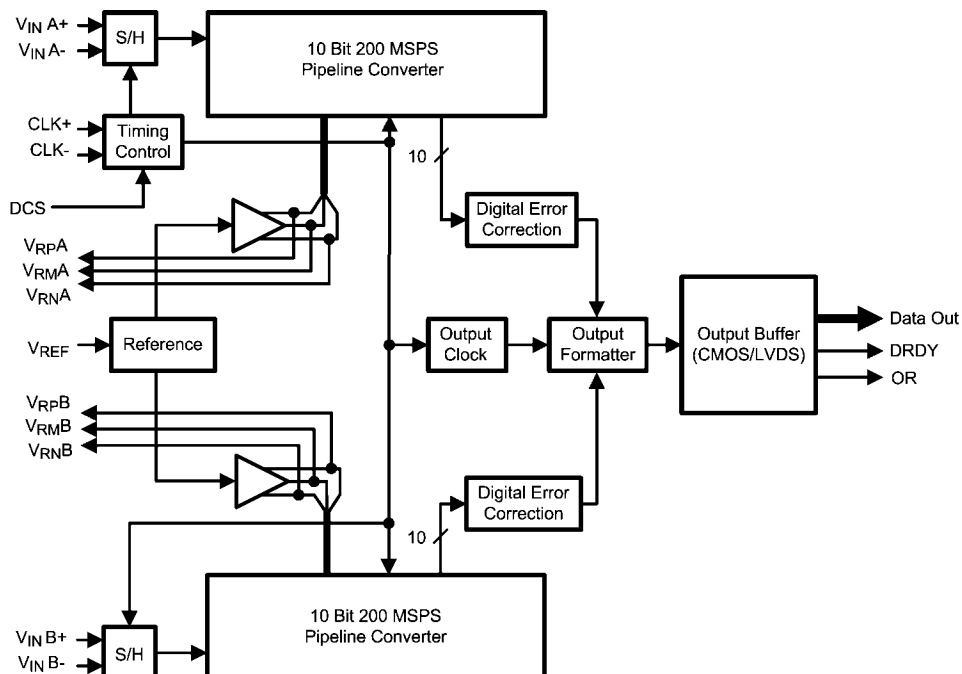 VIN A+
VIN A-
S/H
10 Bit 200 MSPS
Pipeline Converter
CLK+
CLK-
Timing
Control
DCS
10
Digital Error
Correction
VRPA
VRMA
VRNA
VREF
Reference
Output
Clock
Output
Formatter
Output Buffer
(CMOS/LVDS)
Data Out
DRDY
OR
VRPB
VRMB
VRNB
Digital Error
Correction
10
10 Bit 200 MSPS
Pipeline Converter
VIN B+
VIN B-
S/H